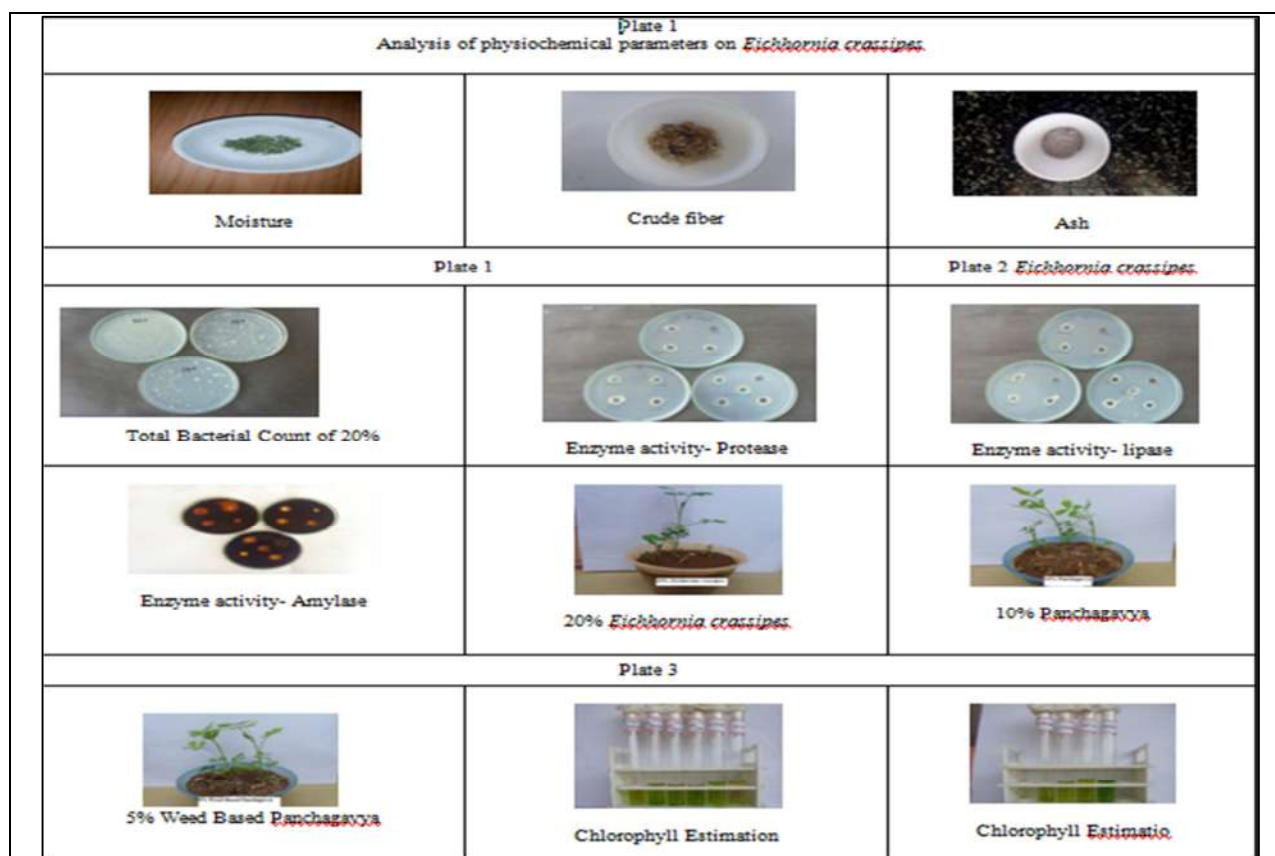 Plate 1
Analysis of physiochemical parameters on Eichhornia crassipes
Moisture
Crude fiber
Ash
Plate 1
Plate 2 Eichhornia crassipes
Total Bacterial Count of 20%
Enzyme activity- Protease
Enzyme activity- lipase
Enzyme activity- Amylase
20% Eichhornia crassipes
10% Panchagavya
Plate 3
5% Weed Based Panchagavya
Chlorophyll Estimation
Chlorophyll Estimatio